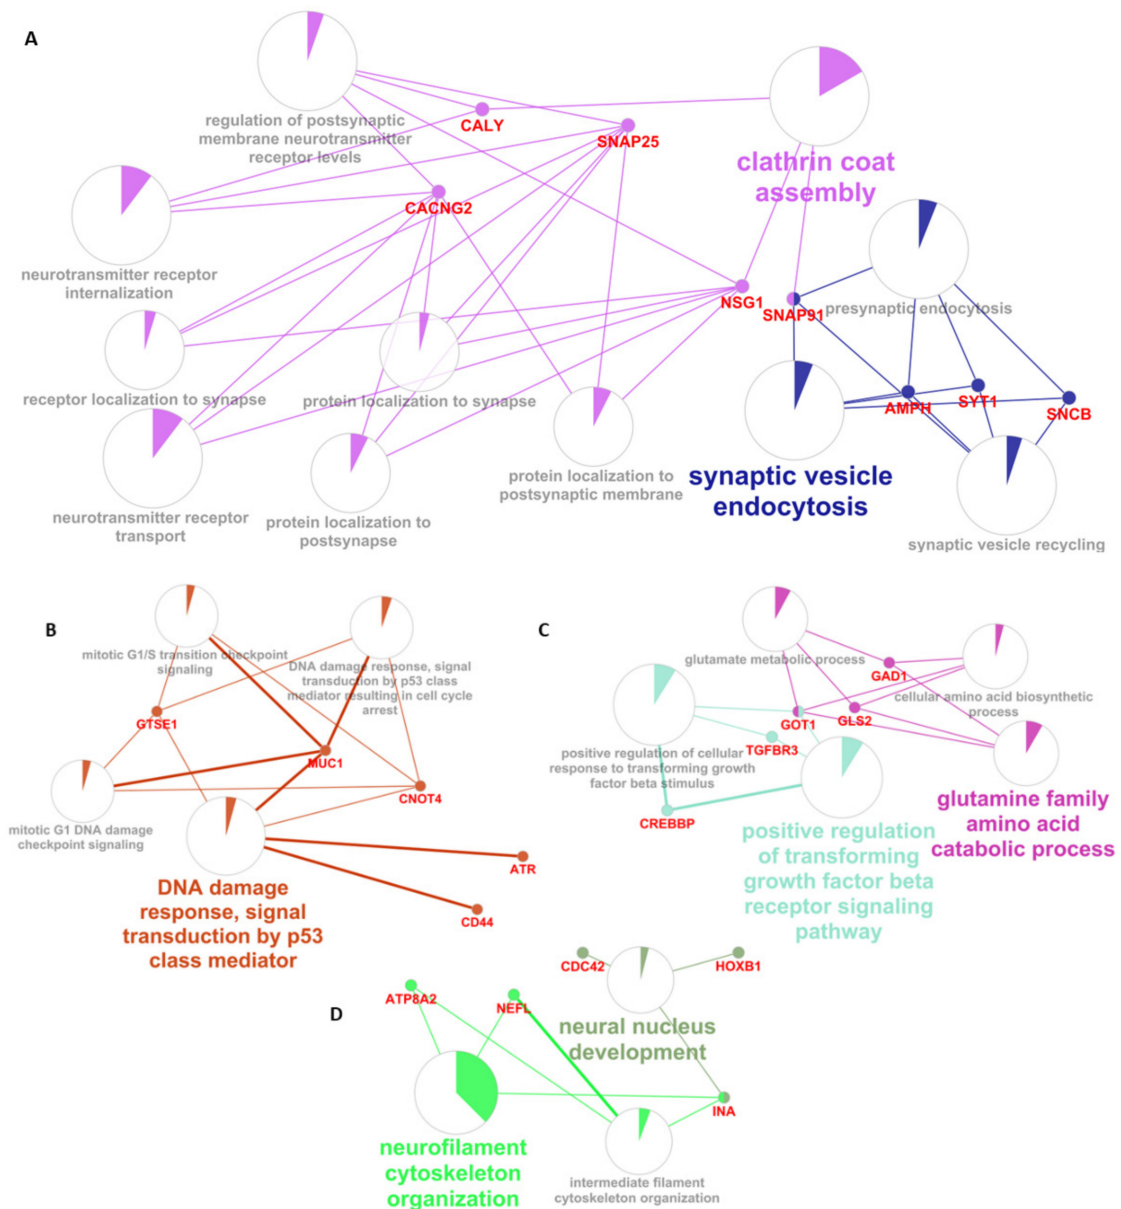 A
regulation of postsynaptic
membrane neurotransmitter
receptor levels
CALY
SNAP25
clathrin coat
assembly
CACNG2
neurotransmitter receptor
internalization
NSG1
SNAP91
presynaptic endocytosis
receptor localization to synapse
protein localization to synapse
AMPH
SYT1
SNCB
neurotransmitter receptor
transport
protein localization to
postsynapse
protein localization to
postsynaptic membrane
synaptic vesicle
endocytosis
synaptic vesicle recycling
B
mitotic G1/S transition checkpoint
signaling
DNA damage response, signal
transduction by p53 class
mediator resulting in cell cycle
arrest
GTSE1
MUC1
CNOT4
mitotic G1 DNA damage
checkpoint signaling
ATR
CD44
DNA damage
response, signal
transduction by p53
class mediator
C
glutamate metabolic process
GAD1
cellular amino acid biosynthetic
process
GOT1
GLS2
TGFBR3
positive regulation of cellular
response to transforming growth
factor beta stimulus
CREBBP
glutamine family
amino acid
catabolic process
positive regulation
of transforming
growth factor beta
receptor signaling
pathway
D
CDC42
HOXB1
ATP8A2
NEFL
neural nucleus
development
INA
neurofilament
cytoskeleton
organization
intermediate filament
cytoskeleton organization